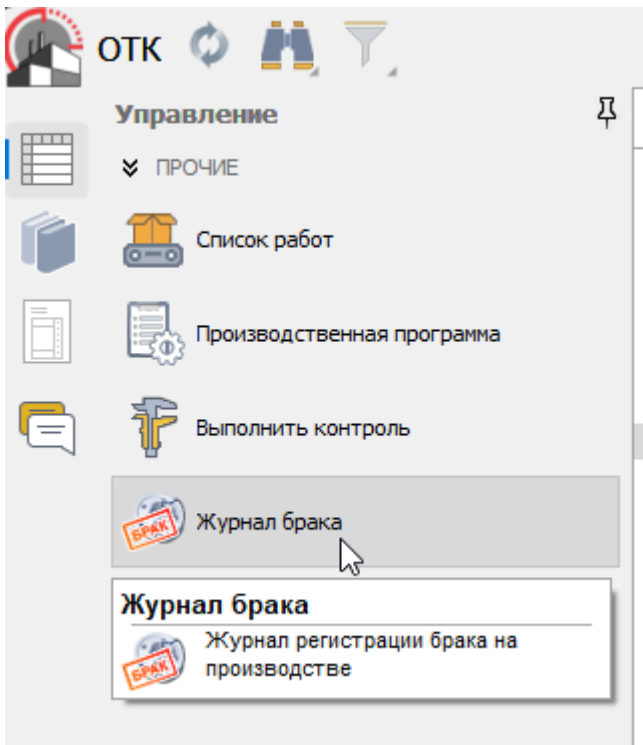 ОТК
Управление
ПРОЧИЕ
Список работ
Производственная программа
Выполнить контроль
БРАК
Журнал брака
Журнал брака
Журнал регистрации брака на
БРАК
производстве